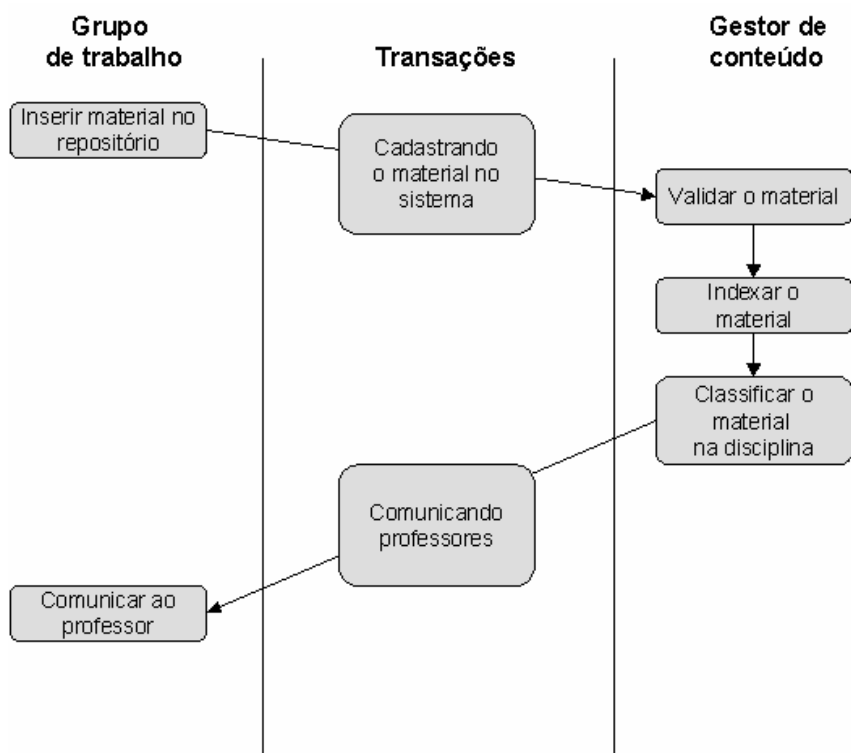 Grupo
de trabalho
Transações
Gestor de
conteúdo
Inserir material no
repositório
Cadastrando
o material no
sistema
Validar o material
Indexar o
material
Classificar o
material
na disciplina
Comunicando
professores
Comunicar ao
professor